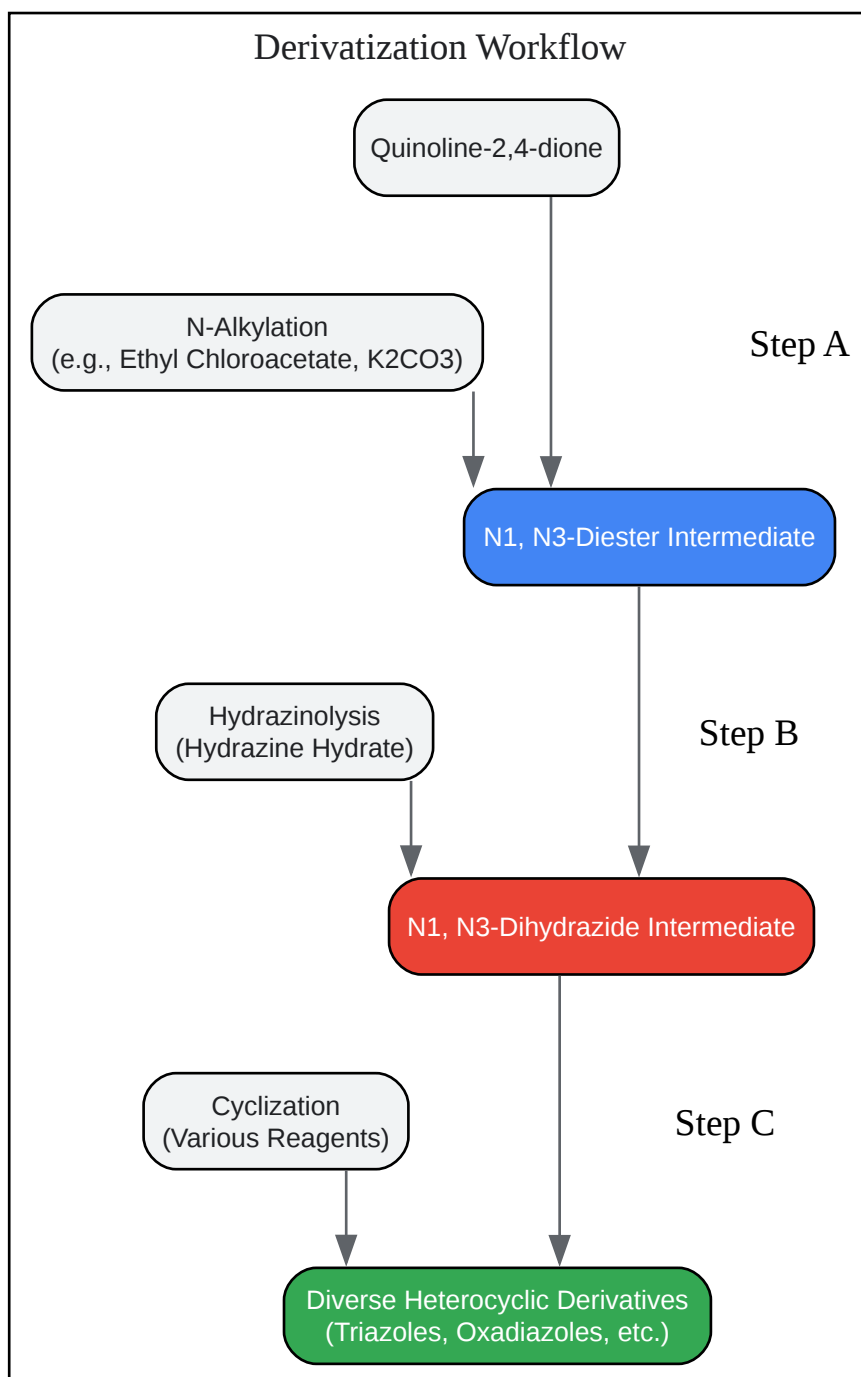 Derivatization Workflow
Quinoline-2,4-dione
N-Alkylation
(e.g., Ethyl Chloroacetate, K2CO3)
Step A
N1, N3-Diester Intermediate
Hydrazinolysis
(Hydrazine Hydrate)
Step B
N1, N3-Dihydrazide Intermediate
Cyclization
(Various Reagents)
Step C
Diverse Heterocyclic Derivatives
(Triazoles, Oxadiazoles, etc.)